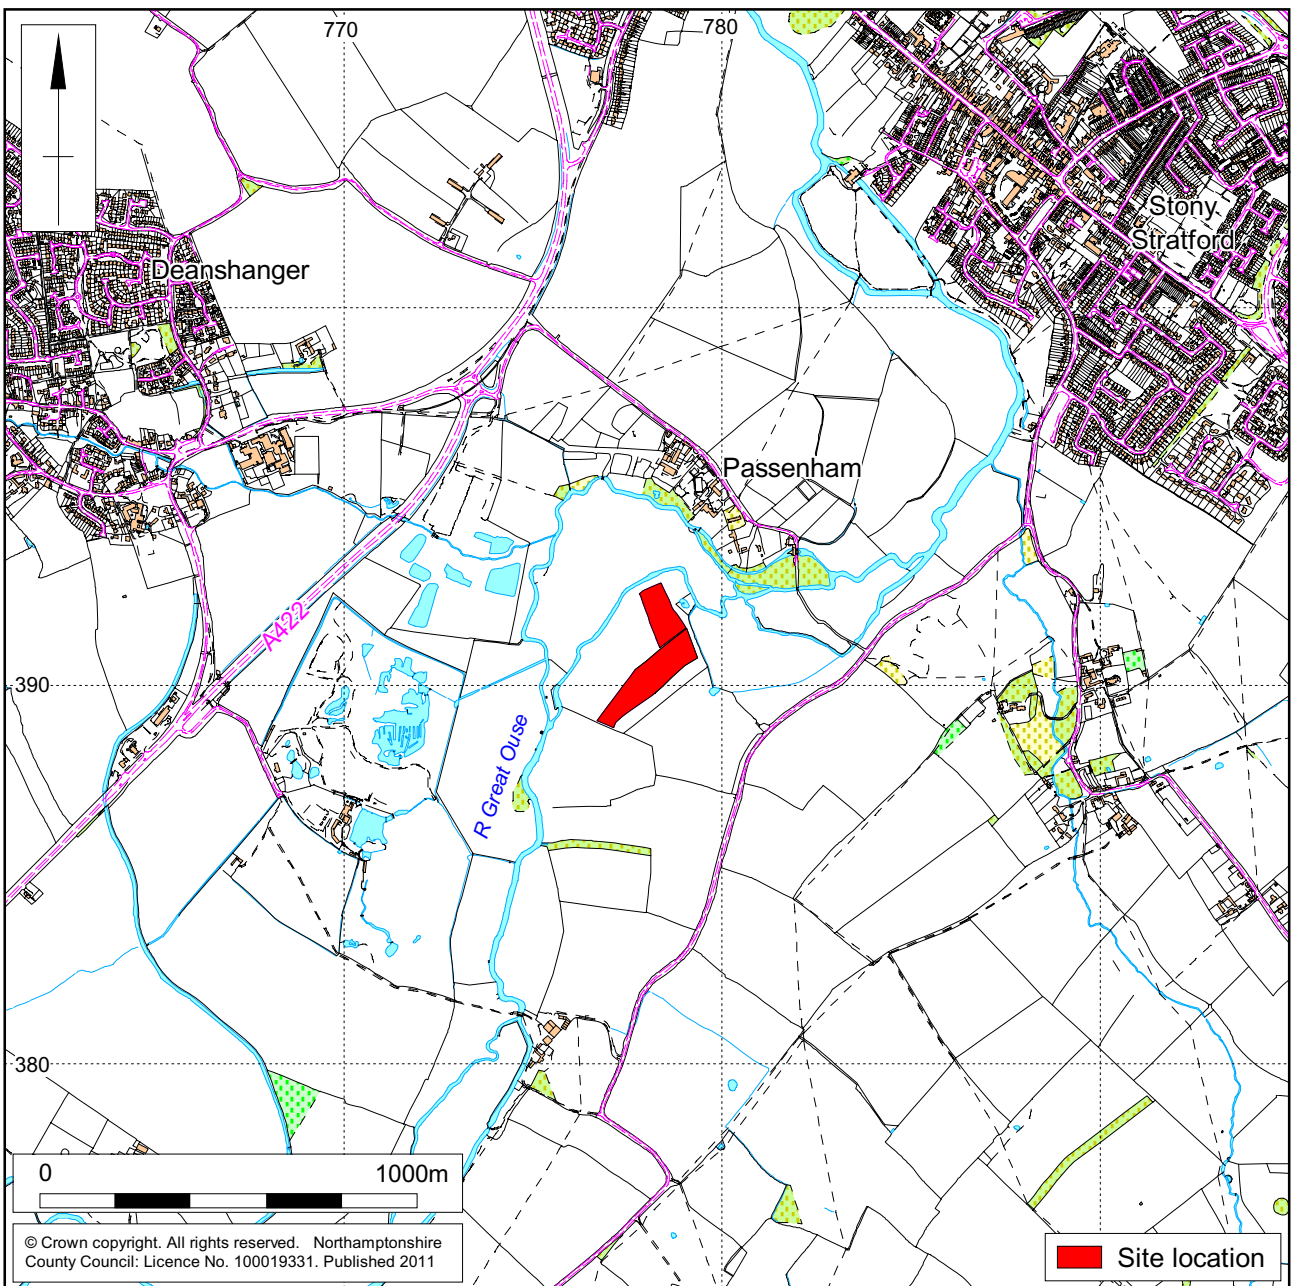 770
780
Stony
Stratford
Deanshanger
Passenham
A422
390
R Great Ouse
380
0 1000m
© Crown copyright. All rights reserved. Northamptonshire
County Council: Licence No. 100019331. Published 2011
Site location